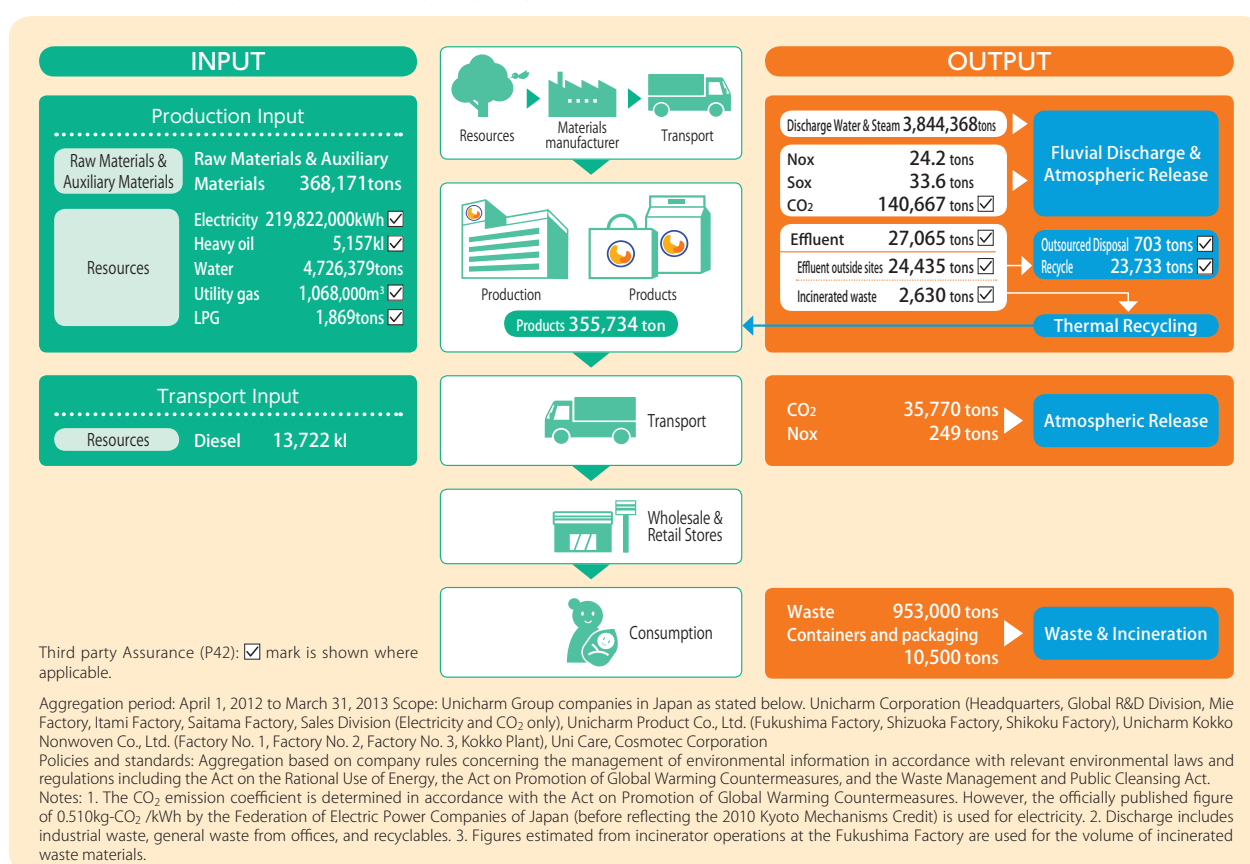 INPUT
Production Input
Raw Materials &
Auxiliary Materials
Raw Materials & Auxiliary
Materials 368,171tons
Resources
Electricity 219,822,000kWh ☑
Heavy oil 5,157kl ☑
Water 4,726,379tons
Utility gas 1,068,000m³ ☑
LPG 1,869tons ☑
Transport Input
Resources
Diesel 13,722 kl
Resources
Materials
manufacturer
Transport
Production
Products
Products 355,734 ton
Transport
Wholesale &
Retail Stores
Consumption
OUTPUT
Discharge Water & Steam 3,844,368tons
Nox 24.2 tons
Sox 33.6 tons
CO2 140,667 tons ☑
Fluvial Discharge &
Atmospheric Release
Effluent 27,065 tons ☑
Effluent outside sites 24,435 tons ☑
Incinerated waste 2,630 tons ☑
Outsourced Disposal 703 tons ☑
Recycle 23,733 tons ☑
Thermal Recycling
CO2 35,770 tons
Nox 249 tons
Atmospheric Release
Waste 953,000 tons
Containers and packaging
10,500 tons
Waste & Incineration
Third party Assurance (P42): ☑ mark is shown where
applicable.
Aggregation period: April 1, 2012 to March 31, 2013 Scope: Unicharm Group companies in Japan as stated below. Unicharm Corporation (Headquarters, Global R&D Division, Mie
Factory, Itami Factory, Saitama Factory, Sales Division (Electricity and CO2 only), Unicharm Product Co., Ltd. (Fukushima Factory, Shizuoka Factory, Shikoku Factory), Unicharm Kokko
Nonwoven Co., Ltd. (Factory No. 1, Factory No. 2, Factory No. 3, Kokko Plant), Uni Care, Cosmotec Corporation
Policies and standards: Aggregation based on company rules concerning the management of environmental information in accordance with relevant environmental laws and
regulations including the Act on the Rational Use of Energy, the Act on Promotion of Global Warming Countermeasures, and the Waste Management and Public Cleansing Act.
Notes: 1. The CO2 emission coefficient is determined in accordance with the Act on Promotion of Global Warming Countermeasures. However, the officially published figure
of 0.510kg-CO2 /kWh by the Federation of Electric Power Companies of Japan (before reflecting the 2010 Kyoto Mechanisms Credit) is used for electricity. 2. Discharge includes
industrial waste, general waste from offices, and recyclables. 3. Figures estimated from incinerator operations at the Fukushima Factory are used for the volume of incinerated
waste materials.